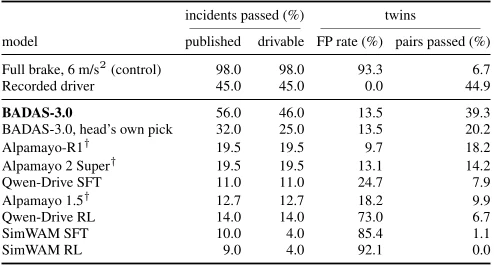 incidents passed (%) twins
model published drivable FP rate (%) pairs passed (%)
Full brake, 6 m/s² (control) 98.0 98.0 93.3 6.7
Recorded driver 45.0 45.0 0.0 44.9
BADAS-3.0 56.0 46.0 13.5 39.3
BADAS-3.0, head's own pick 32.0 25.0 13.5 20.2
Alpamayo-R1† 19.5 19.5 9.7 18.2
Alpamayo 2 Super† 19.5 19.5 13.1 14.2
Qwen-Drive SFT 11.0 11.0 24.7 7.9
Alpamayo 1.5† 12.7 12.7 18.2 9.9
Qwen-Drive RL 14.0 14.0 73.0 6.7
SimWAM SFT 10.0 4.0 85.4 1.1
SimWAM RL 9.0 4.0 92.1 0.0